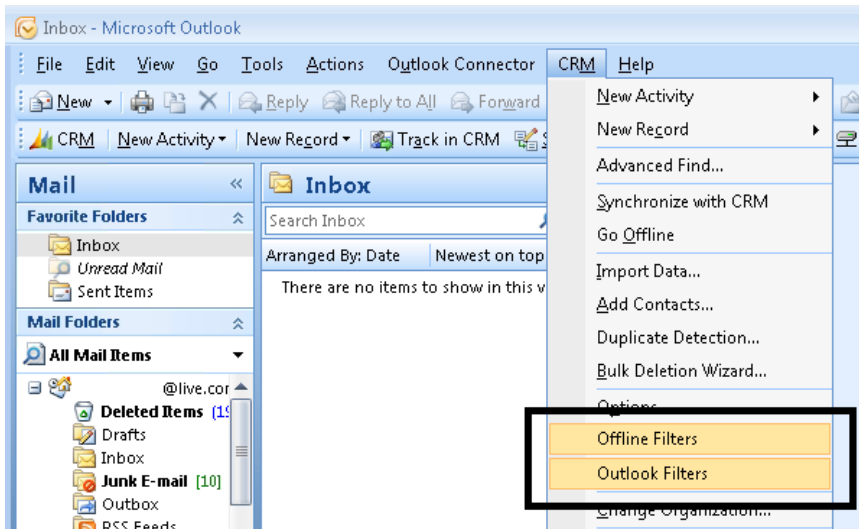 Inbox - Microsoft Outlook
File Edit View Go Tools Actions Outlook Connector CRM Help
New Reply Reply to All Forward
CRM New Activity New Record Track in CRM
Mail
Favorite Folders
Inbox
Unread Mail
Sent Items
Mail Folders
All Mail Items
@live.cor
Deleted Items
Drafts
Inbox
Junk E-mail [10]
Outbox
RSS Feeds
Inbox
Search Inbox
Arranged By: Date Newest on top
There are no items to show in this v
New Activity
New Record
Advanced Find...
Synchronize with CRM
Go Offline
Import Data...
Add Contacts...
Duplicate Detection...
Bulk Deletion Wizard...
Options
Offline Filters
Outlook Filters
Change Organization...